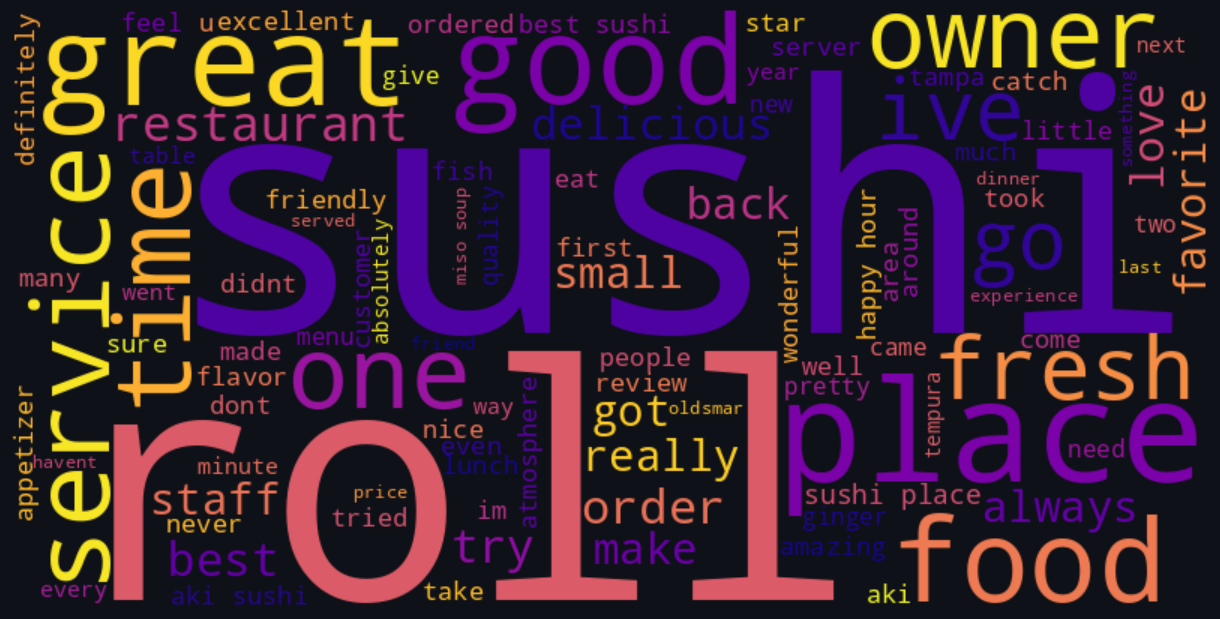 definitely
feel
u
excellent
ordered
best sushi
star
owner
next
great
good
server
give
year
tampa
catch
new
ive
little
something
love
favorite
restaurant
delicious
table
much
service
time
sushi
fish
eat
friendly
served
miso soup
quality
back
dinner
took
two
customer
absolutely
first
small
wonderful
happy hour
area
around
go
last
many
went
didnt
experience
sure
menu
friend
come
made
flavor
one
people
review
well
came
fresh
dont
way
got
oldsmar
pretty
tempura
place
appetizer
havent
nice
even
lunch
atmosphere
really
need
minute
roll
staff
price
tried
never
im
order
sushi place
always
ginger
best
try
make
amazing
food
every
aki sushi
take
aki